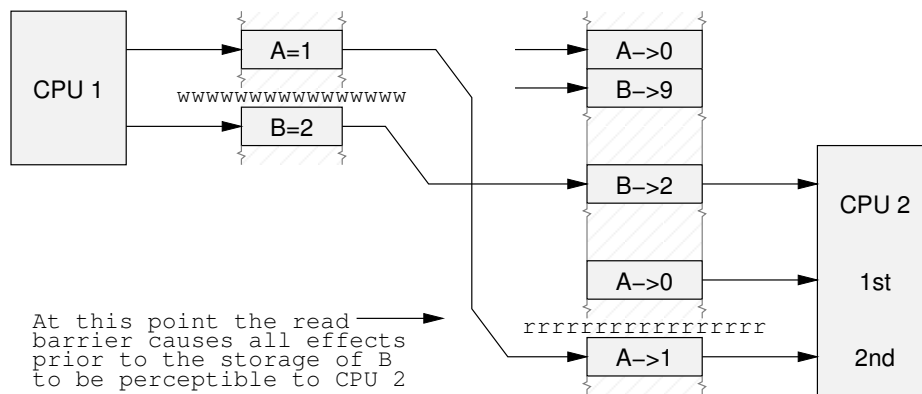 A=1
A->0
CPU 1
B->9
wwwwwwwwwwwwwwww
B=2
B->2
CPU 2
A->0
1st
At this point the read
barrier causes all effects
prior to the storage of B
to be perceptible to CPU 2
rrrrrrrrrrrrrrrrr
A->1
2nd